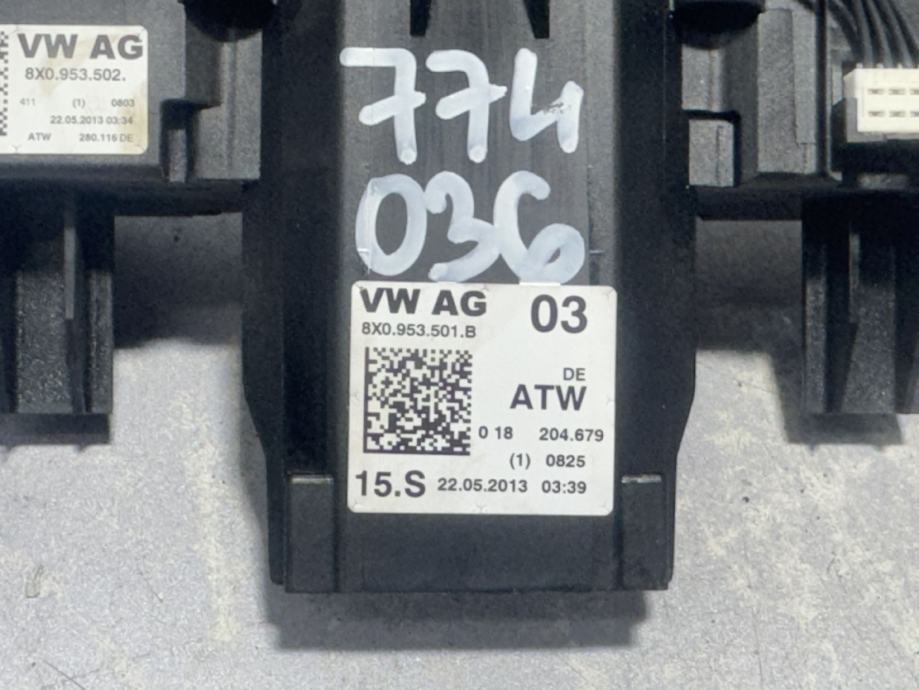 VW AG
8X0.953.502.
411 (1) 0803
22.05.2013 03:34
ATW 280.116 DE
774
036
VW AG 03
8X0.953.501.B
DE
ATW
0 18 204.679
(1) 0825
15.S 22.05.2013 03:39